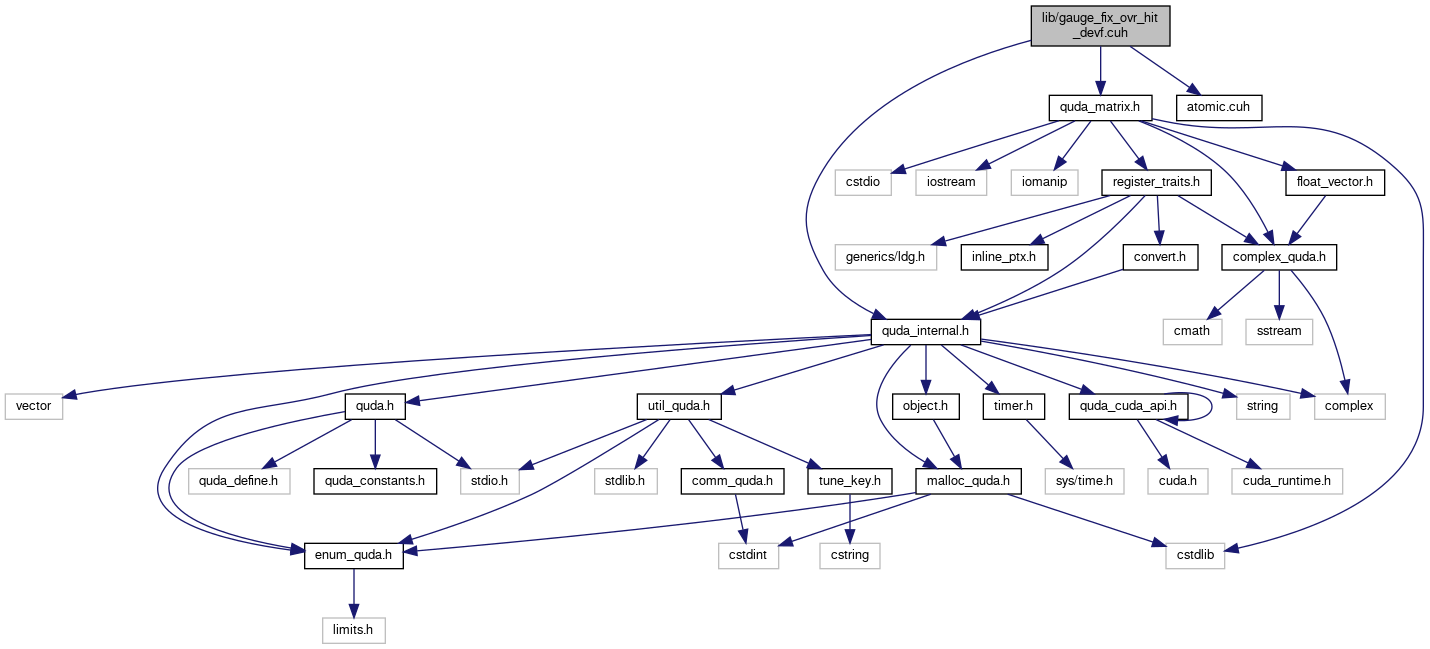 lib/gauge_fix_ovr_hit
_devf.cuh
quda_matrix.h
atomic.cuh
cstdio
iostream
iomanip
register_traits.h
float_vector.h
generics/ldg.h
inline_ptx.h
convert.h
complex_quda.h
quda_internal.h
cmath
sstream
vector
quda.h
util_quda.h
object.h
timer.h
quda_cuda_api.h
string
complex
quda_define.h
quda_constants.h
stdio.h
stdlib.h
comm_quda.h
tune_key.h
malloc_quda.h
sys/time.h
cuda.h
cuda_runtime.h
enum_quda.h
cstdint
cstring
cstdlib
limits.h